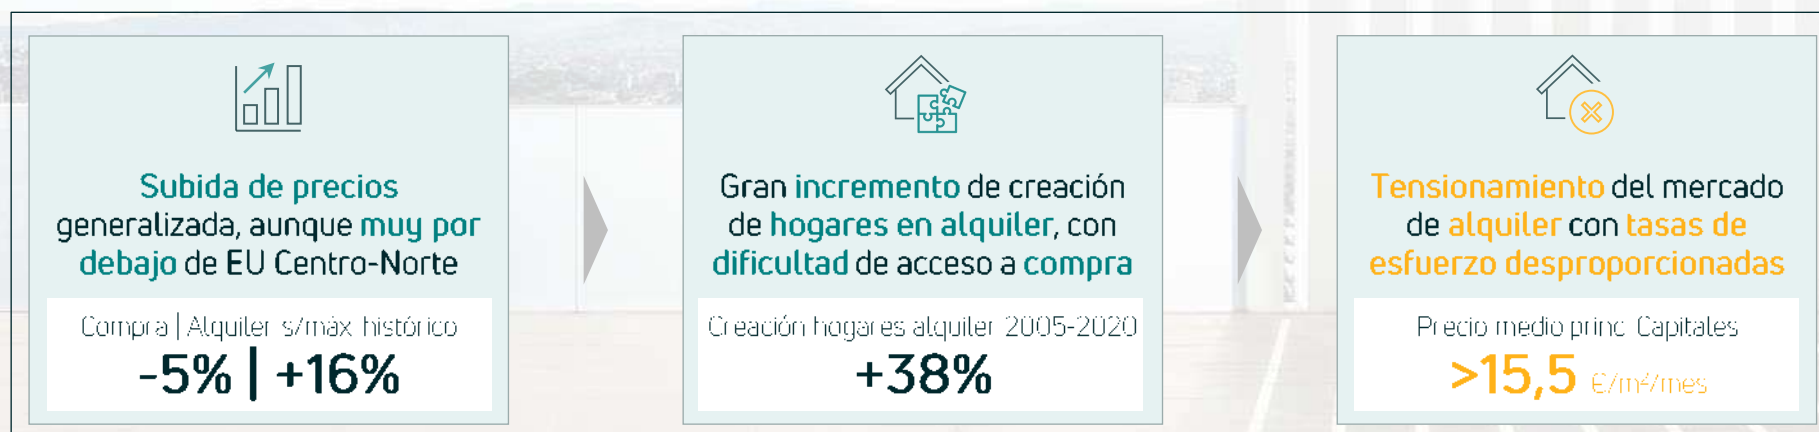 Subida de precios
generalizada, aunque muy por
debajo de EU Centro-Norte
Compra | Alquiler s/máx. histórico
-5% | +16%
Gran incremento de creación
de hogares en alquiler, con
dificultad de acceso a compra
Creación hogares alquiler 2005-2020
+38%
Tensionamiento del mercado
de alquiler con tasas de
esfuerzo desproporcionadas
Precio medio princ. Capitales
>15,5 €/m²/mes